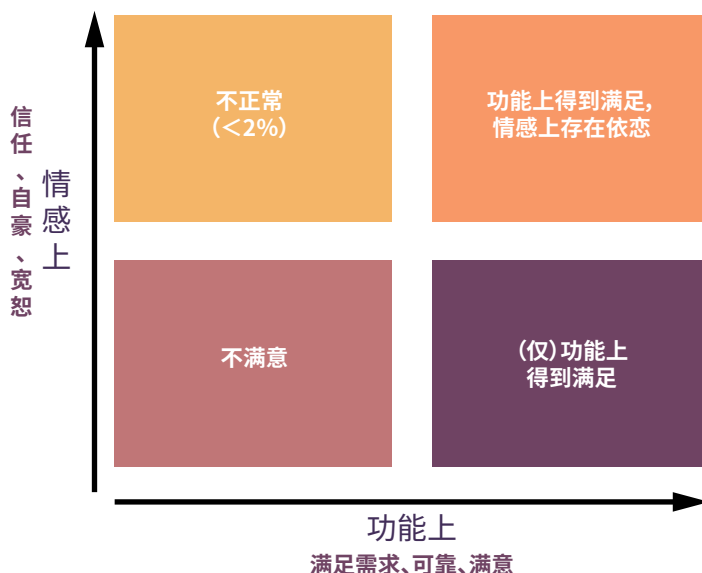 信任、自豪、宽恕
情感上
不正常
(<2%)
功能上得到满足,
情感上存在依恋
不满意
(仅)功能上
得到满足
功能上
满足需求、可靠、满意